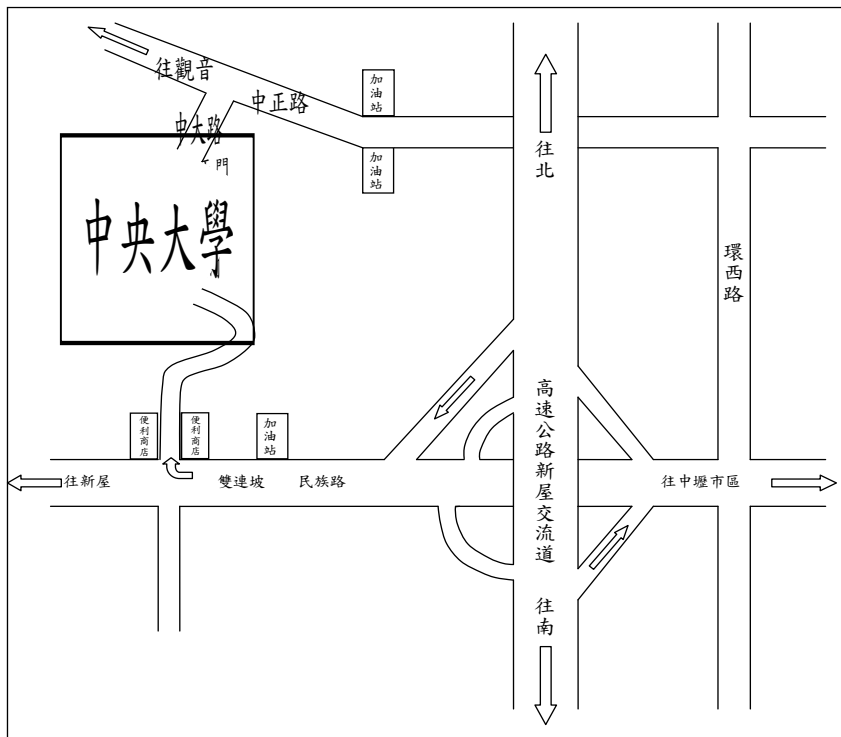 往觀音
中正路
加油站
中大路
門
加油站
往北
中央大學
環西路
高速公路新屋交流道
便利商店
便利商店
加油站
往新屋
雙連坡
民族路
往中壢市區
往南